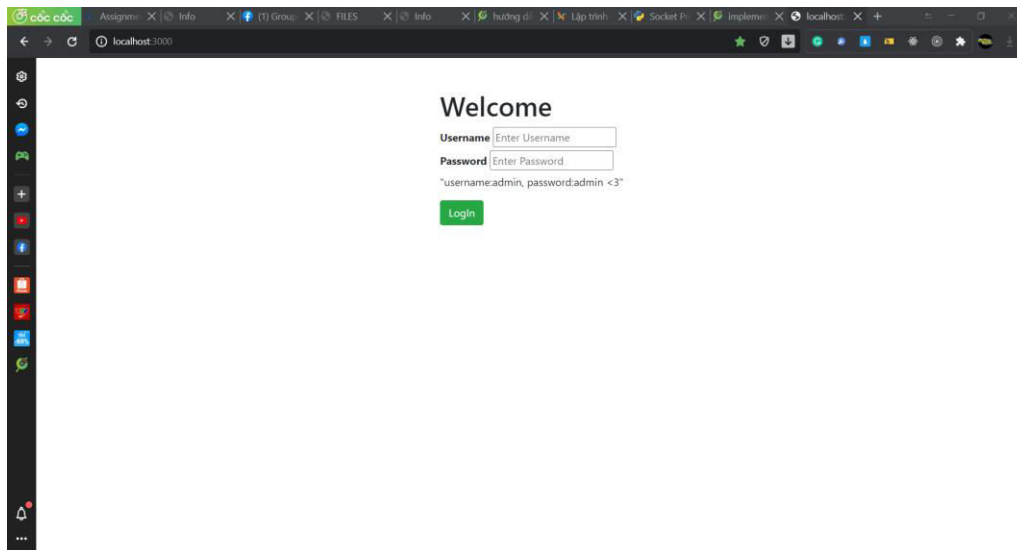 cốc cốc Assignme Info (1) Group FILES Info hướng dẫ Lập trình Socket Pr implemen localhost:
localhost:3000
Welcome
Username Enter Username
Password Enter Password
"username:admin, password:admin <3"
LogIn